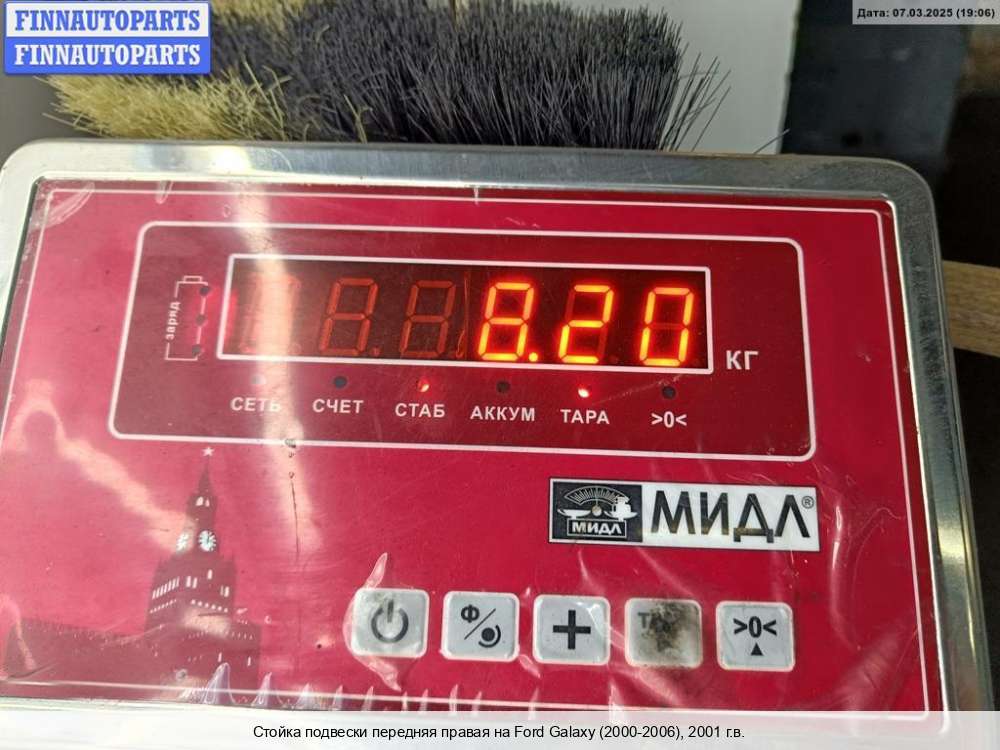 FINNAUTOPARTS
FINNAUTOPARTS
Дата: 07.03.2025 (19:06)
заряд
8.20
КГ
СЕТЬ СЧЕТ СТАБ АККУМ ТАРА >0<
МИДЛ МИДЛ®
Ф
>0<
Стойка подвески передняя правая на Ford Galaxy (2000-2006), 2001 г.в.